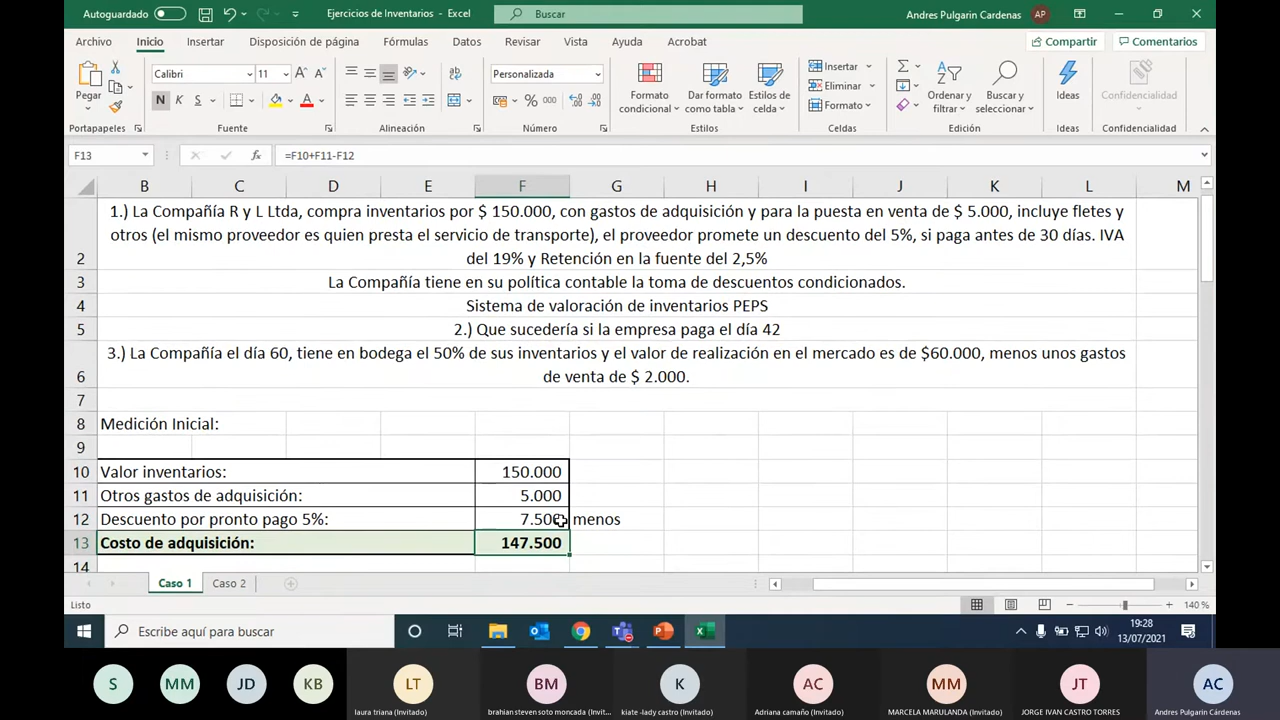 Autoguardado
Ejercicios de Inventarios - Excel
Buscar
Andres Pulgarin Cardenas
AP
Archivo
Inicio
Insertar
Disposición de página
Fórmulas
Datos
Revisar
Vista
Ayuda
Acrobat
Compartir
Comentarios
Pegar
Calibri
11
N K S
A
Personalizada
% 000
Formato condicional
Dar formato como tabla
Estilos de celda
Insertar
Eliminar
Formato
Ordenar y filtrar
Buscar y seleccionar
Ideas
Confidencialidad
Portapapeles
Fuente
Alineación
Número
Estilos
Celdas
Edición
Ideas
Confidencialidad
F13
fx
=F10+F11-F12
B C D E F G H I J K L M
1.) La Compañía R y L Ltda, compra inventarios por $ 150.000, con gastos de adquisición y para la puesta en venta de $ 5.000, incluye fletes y
otros (el mismo proveedor es quien presta el servicio de transporte), el proveedor promete un descuento del 5%, si paga antes de 30 días. IVA
2 del 19% y Retención en la fuente del 2,5%
3 La Compañía tiene en su política contable la toma de descuentos condicionados.
4 Sistema de valoración de inventarios PEPS
5 2.) Que sucedería si la empresa paga el día 42
3.) La Compañía el día 60, tiene en bodega el 50% de sus inventarios y el valor de realización en el mercado es de $60.000, menos unos gastos
6 de venta de $ 2.000.
7
8 Medición Inicial:
9
10 Valor inventarios: 150.000
11 Otros gastos de adquisición: 5.000
12 Descuento por pronto pago 5%: 7.500 menos
13 Costo de adquisición: 147.500
14
Caso 1
Caso 2
Listo
140 %
Escribe aquí para buscar
19:28
13/07/2021
S
MM
JD
KB
LT
BM
K
AC
MM
JT
AC
laura triana (Invitado)
brahian steven soto moncada (Invit...
kiate -lady castro (Invitado)
Adriana camaño (Invitado)
MARCELA MARULANDA (Invitado)
JORGE IVAN CASTRO TORRES
Andres Pulgarin Cárdenas